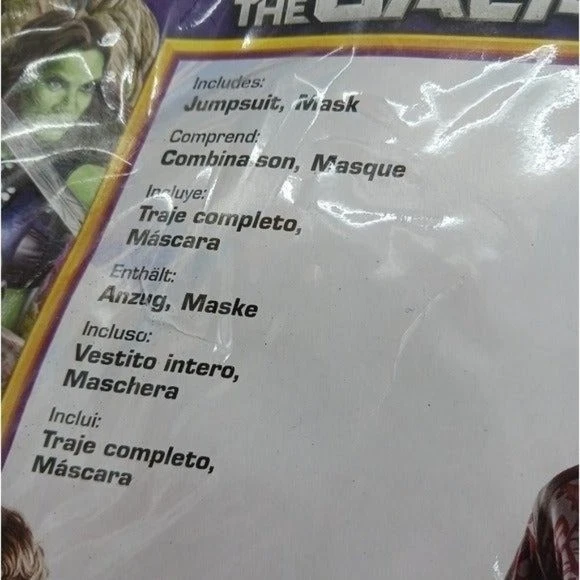 THE
Includes:
Jumpsuit, Mask
Comprend:
Combinaison, Masque
Incluye:
Traje completo,
Máscara
Enthält:
Anzug, Maske
Incluso:
Vestito intero,
Maschera
Inclui:
Traje completo,
Máscara